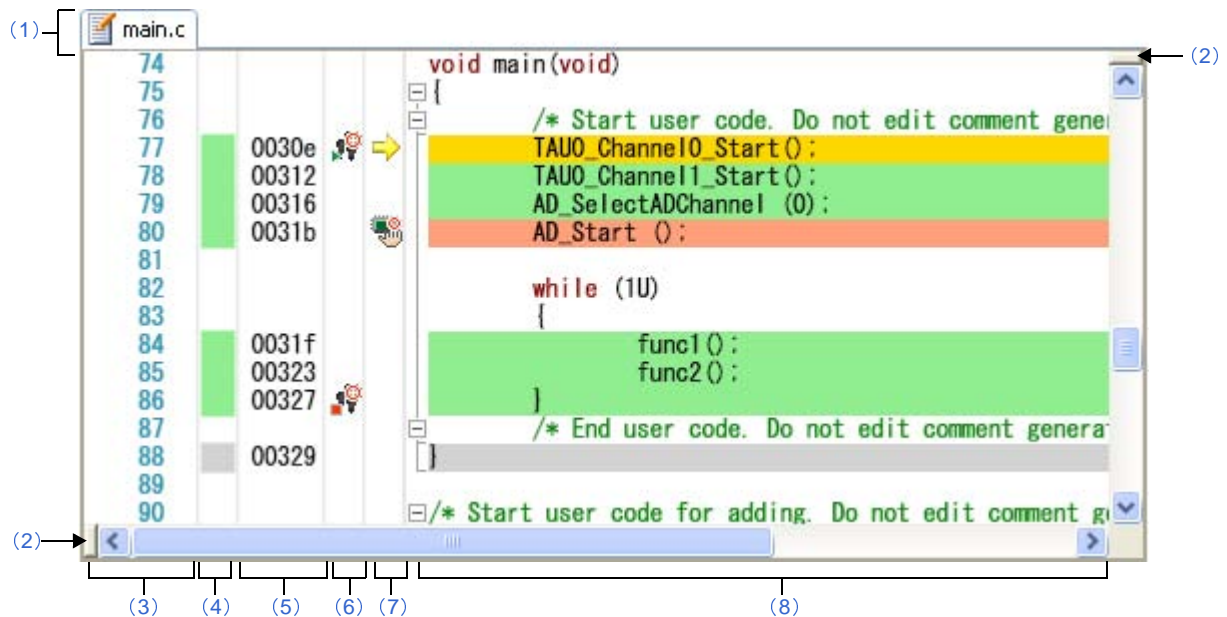 (1) main.c
74 void main(void) (2)
75 {
76 /* Start user code. Do not edit comment gene
77 0030e TAU0_Channel0_Start();
78 00312 TAU0_Channel1_Start();
79 00316 AD_SelectADChannel (0);
80 0031b AD_Start ();
81
82 while (1U)
83 {
84 0031f func1();
85 00323 func2();
86 00327 }
87 /* End user code. Do not edit comment genera
88 00329 }
89
90 /* Start user code for adding. Do not edit comment g
(2)
(3) (4) (5) (6) (7) (8)